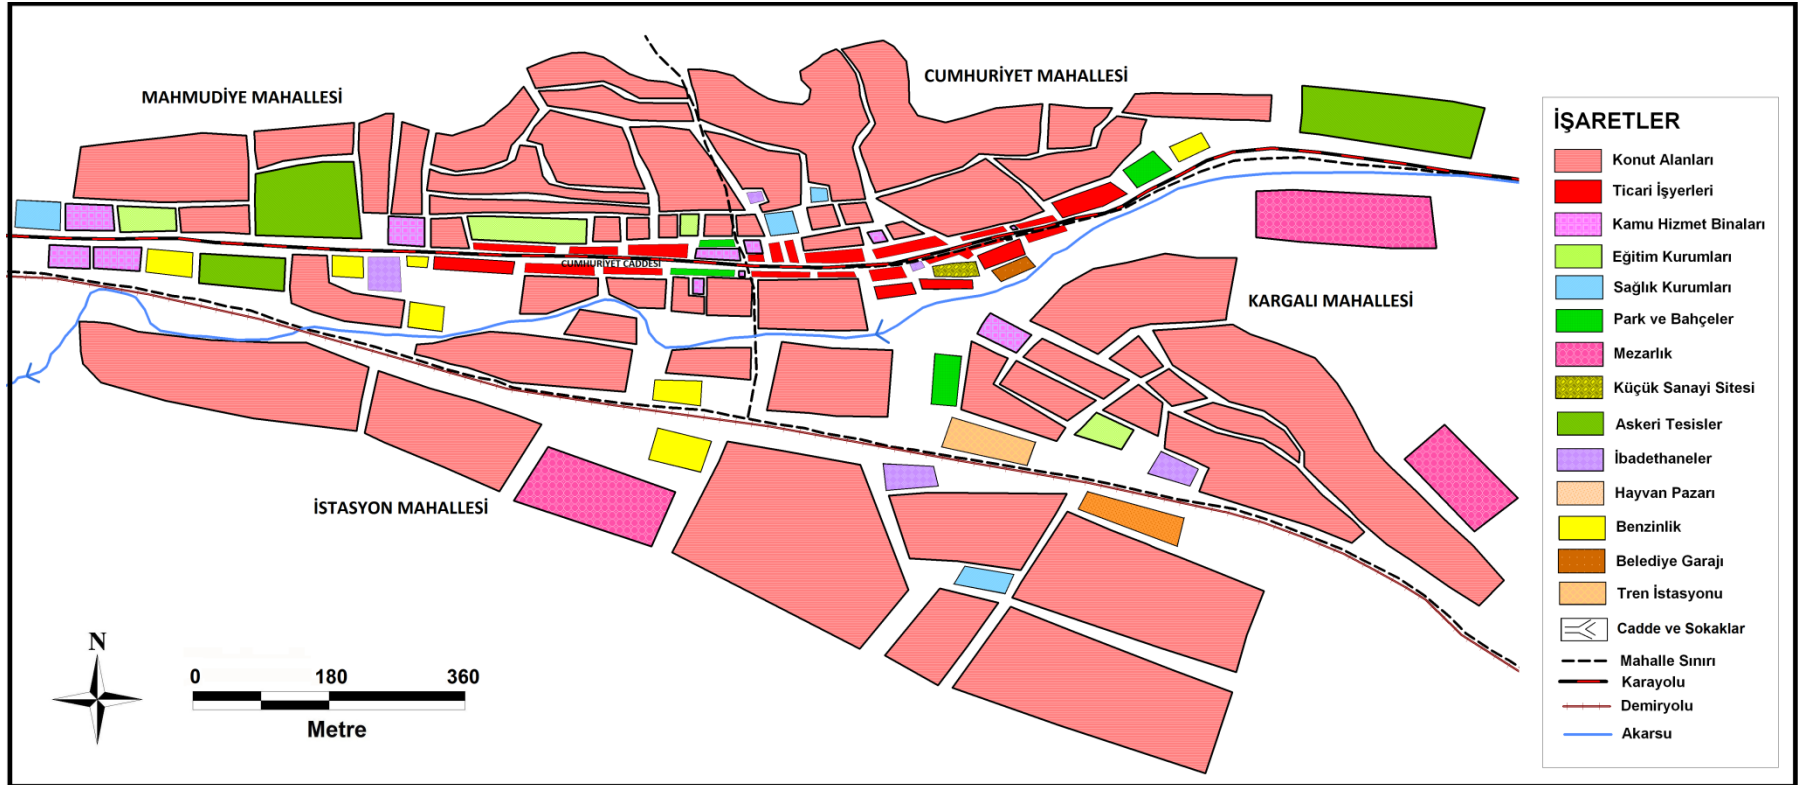 CUMHURİYET MAHALLESİ
MAHMUDİYE MAHALLESİ
CUMHURİYET CADDESİ
KARGALI MAHALLESİ
İSTASYON MAHALLESİ
N
0 180 360
Metre
İŞARETLER
Konut Alanları
Ticari İşyerleri
Kamu Hizmet Binaları
Eğitim Kurumları
Sağlık Kurumları
Park ve Bahçeler
Mezarlık
Küçük Sanayi Sitesi
Askeri Tesisler
İbadethaneler
Hayvan Pazarı
Benzinlik
Belediye Garajı
Tren İstasyonu
Cadde ve Sokaklar
Mahalle Sınırı
Karayolu
Demiryolu
Akarsu